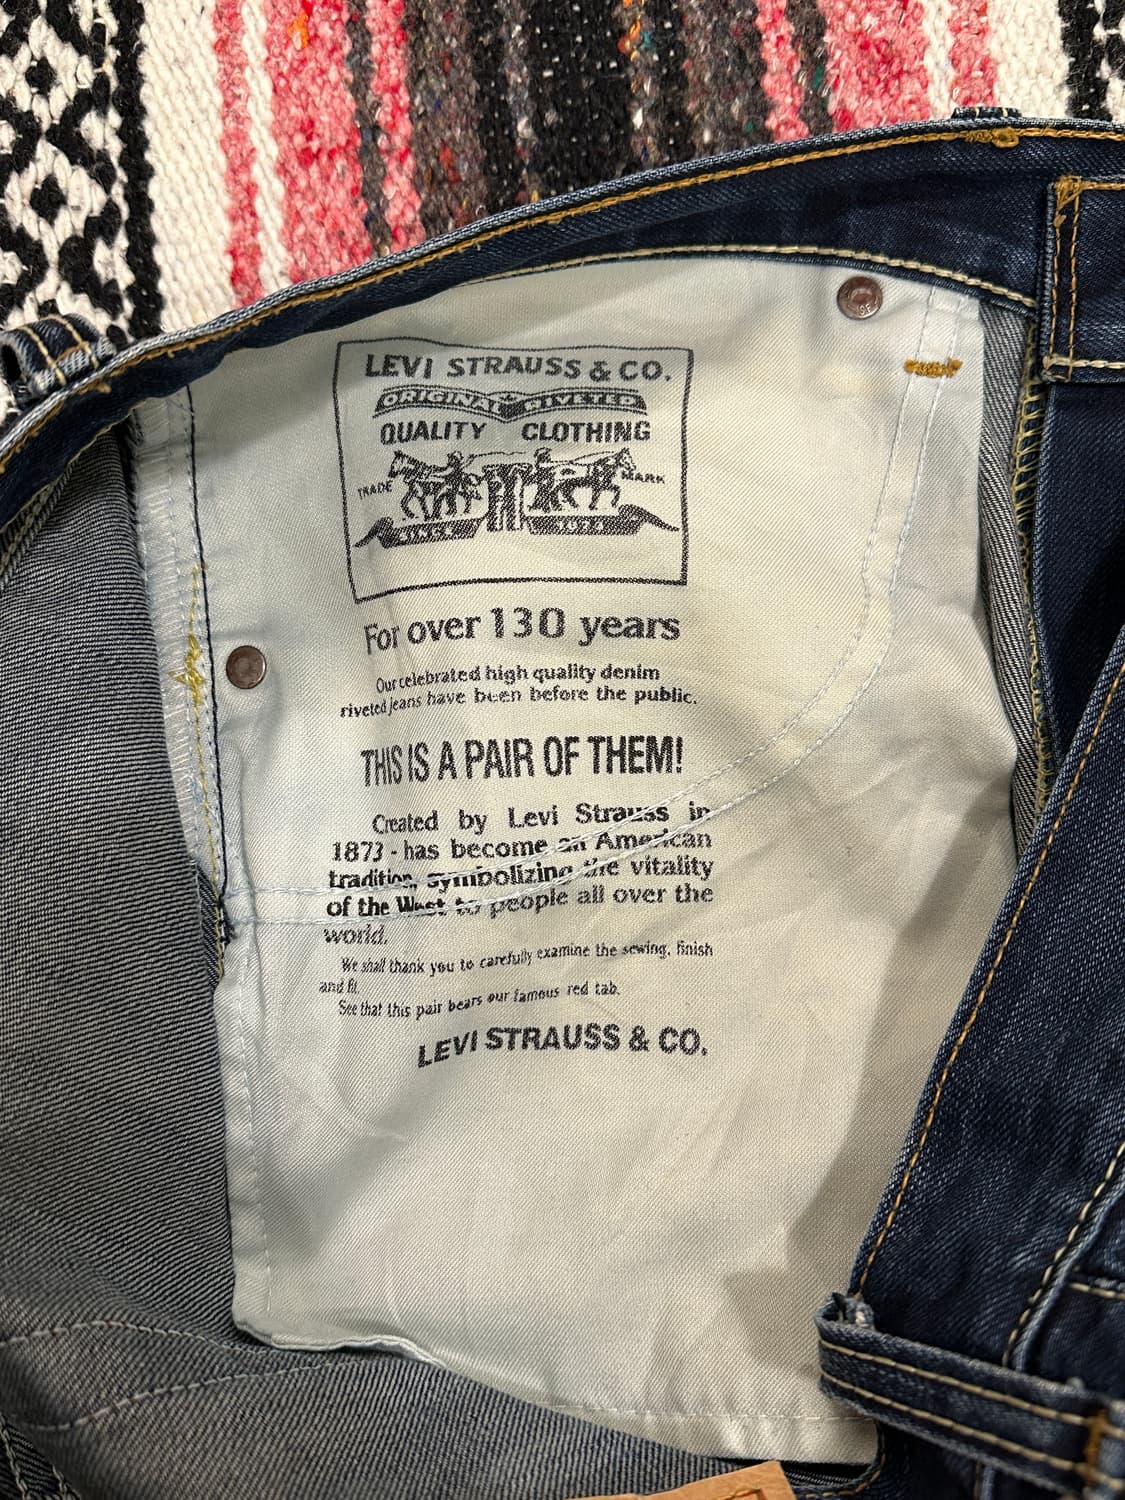 LEVI STRAUSS & CO.
ORIGINAL RIVETED
QUALITY CLOTHING
TRADE MARK
SINCE 1873
For over 130 years
Our celebrated high quality denim
riveted jeans have been before the public.
THIS IS A PAIR OF THEM!
Created by Levi Strauss in
1873 - has become an American
tradition, symbolizing the vitality
of the West to people all over the
world.
We shall thank you to carefully examine the sewing, finish
and fit.
See that this pair bears our famous red tab.
LEVI STRAUSS & CO.